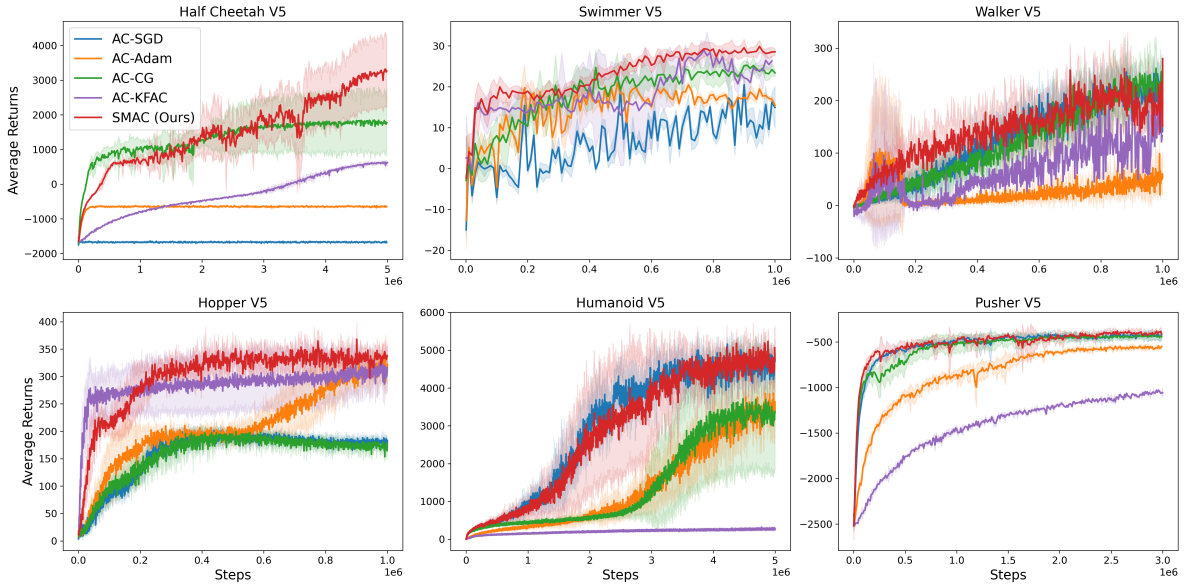 Half Cheetah V5
Average Returns
4000
3000
2000
1000
0
−1000
−2000
AC-SGD
AC-Adam
AC-CG
AC-KFAC
SMAC (Ours)
0 1 2 3 4 5
1e6
Swimmer V5
30
20
10
0
−10
−20
0.0 0.2 0.4 0.6 0.8 1.0
1e6
Walker V5
300
200
100
0
−100
0.0 0.2 0.4 0.6 0.8 1.0
1e6
Hopper V5
Average Returns
400
350
300
250
200
150
100
50
0
0.0 0.2 0.4 0.6 0.8 1.0
1e6
Steps
Humanoid V5
6000
5000
4000
3000
2000
1000
0
0 1 2 3 4 5
1e6
Steps
Pusher V5
−500
−1000
−1500
−2000
−2500
0.0 0.5 1.0 1.5 2.0 2.5 3.0
1e6
Steps